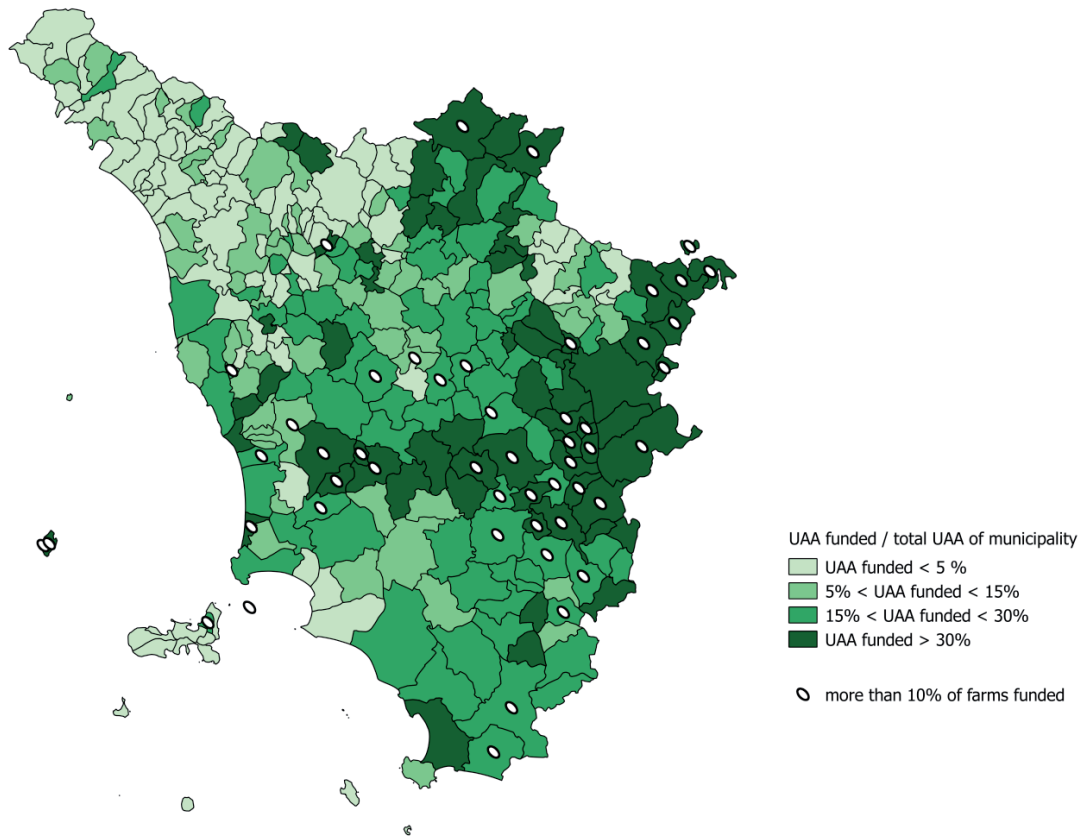 UAA funded / total UAA of municipality
UAA funded < 5 %
5% < UAA funded < 15%
15% < UAA funded < 30%
UAA funded > 30%
more than 10% of farms funded